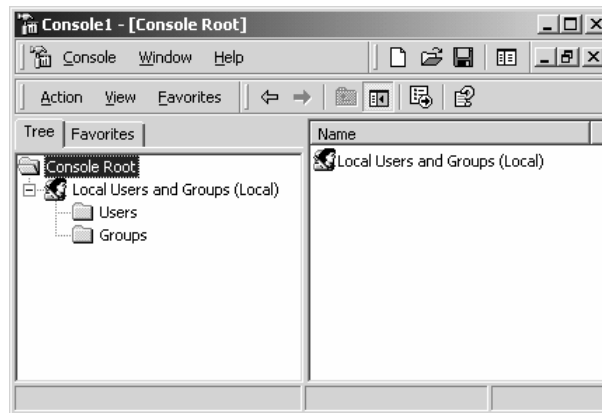 Console1 - [Console Root]
Console Window Help
Action View Favorites
Tree Favorites
Name
Console Root
Local Users and Groups (Local)
Users
Groups
Local Users and Groups (Local)